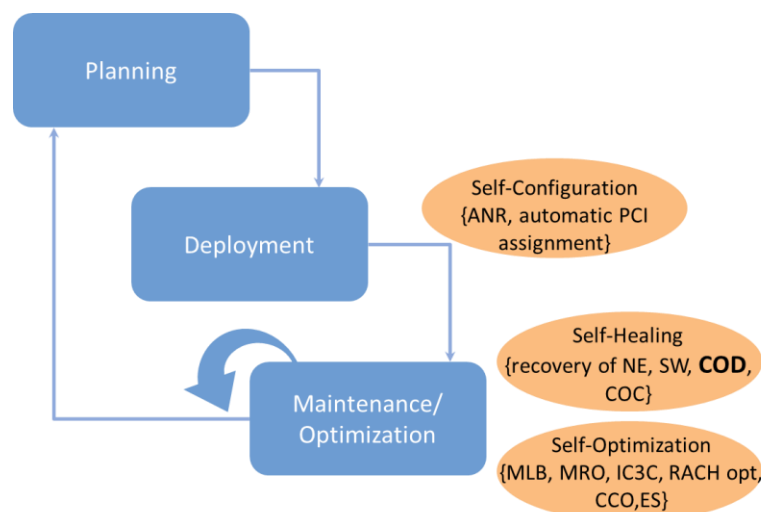 Planning
Deployment
Self-Configuration
{ANR, automatic PCI
assignment}
Maintenance/
Optimization
Self-Healing
{recovery of NE, SW, COD,
COC}
Self-Optimization
{MLB, MRO, IC3C, RACH opt,
CCO,ES}